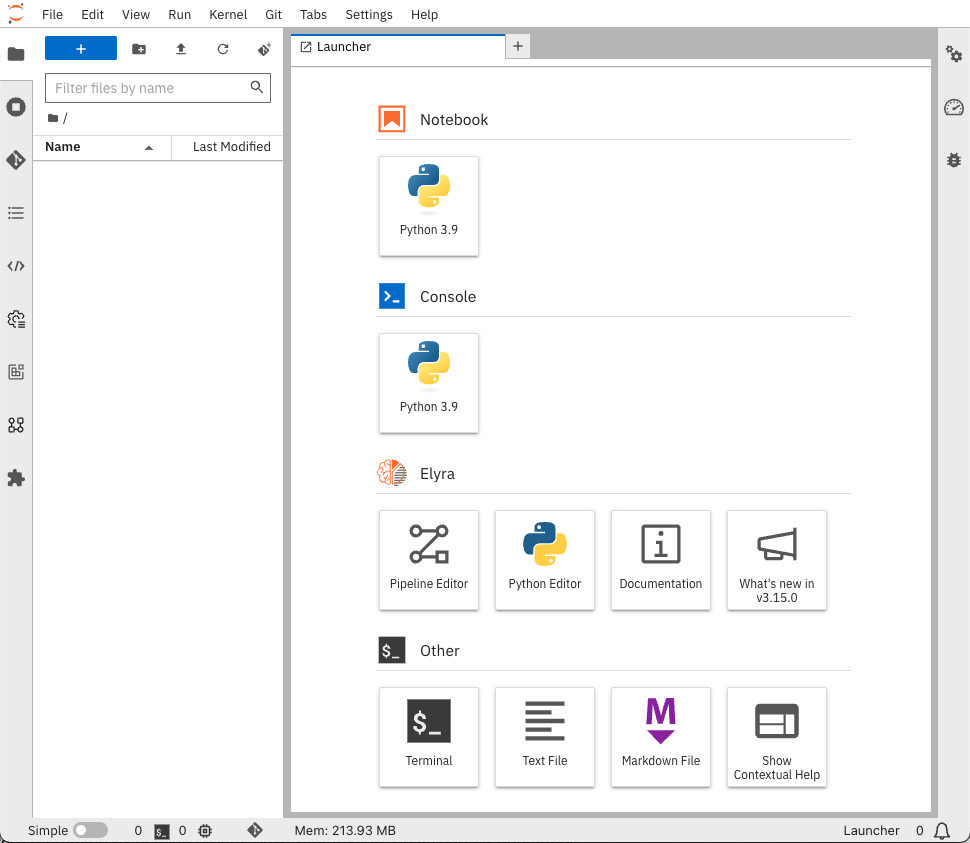 File Edit View Run Kernel Git Tabs Settings Help
+
Filter files by name
/
Name Last Modified
Launcher +
Notebook
Python 3.9
Console
Python 3.9
Elyra
Pipeline Editor
Python Editor
Documentation
What's new in
v3.15.0
$_ Other
$_
Terminal
Text File
M
Markdown File
Show
Contextual Help
Simple 0 $_ 0 Mem: 213.93 MB Launcher 0